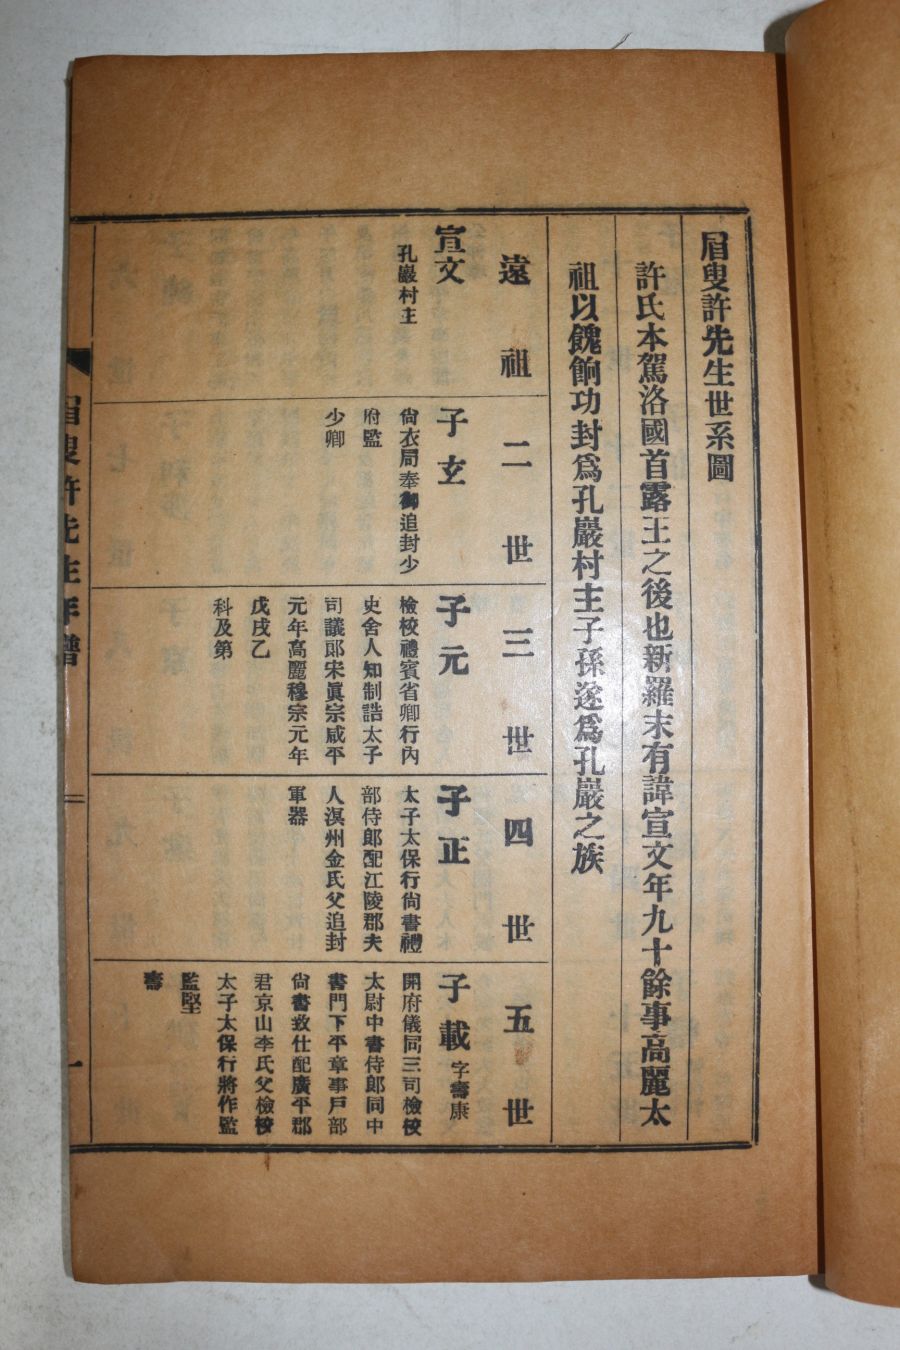 眉叟許先生世系圖
許氏本駕洛國首露王之後也新羅末有諱宣文年九十餘事高麗太
祖以餽餉功封爲孔巖村主子孫遂爲孔巖之族
遠祖
二世
三世
四世
五世
宣文
孔巖村主
子玄
尙衣局奉御追封少
府監
少卿
子元
檢校禮賓省卿行內
史舍人知制誥太子
司議郞宋眞宗咸平
元年高麗穆宗元年
戊戌乙
科及第
子正
太子太保行尙書禮
部侍郞配江陵郡夫
人溟州金氏父追封
軍器
子載 字壽康
開府儀同三司檢校
太尉中書侍郞同中
書門下平章事戶部
尙書致仕配廣平郡
君京山李氏父檢校
太子太保行將作監
監堅
壽
眉叟許先生年譜
一